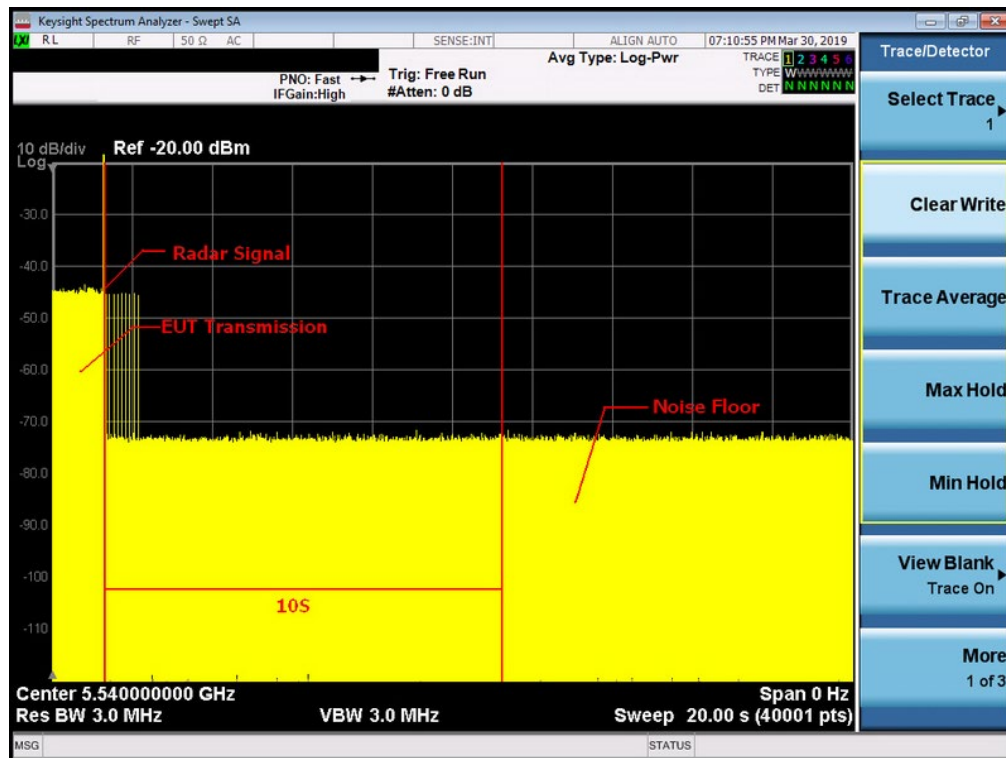 Keysight Spectrum Analyzer - Swept SA
LXI RL RF 50 Ω AC SENSE:INT ALIGN AUTO 07:10:55 PM Mar 30, 2019
PNO: Fast Trig: Free Run Avg Type: Log-Pwr TRACE 1 2 3 4 5 6
IFGain:High #Atten: 0 dB TYPE WWWWWW
DET N N N N N N
10 dB/div Ref -20.00 dBm
Log
-30.0
-40.0
-50.0
-60.0
-70.0
-80.0
-90.0
-100
-110
Radar Signal
EUT Transmission
Noise Floor
10S
Center 5.540000000 GHz Span 0 Hz
Res BW 3.0 MHz VBW 3.0 MHz Sweep 20.00 s (40001 pts)
MSG STATUS
Trace/Detector
Select Trace
1
Clear Write
Trace Average
Max Hold
Min Hold
View Blank
Trace On
More
1 of 3